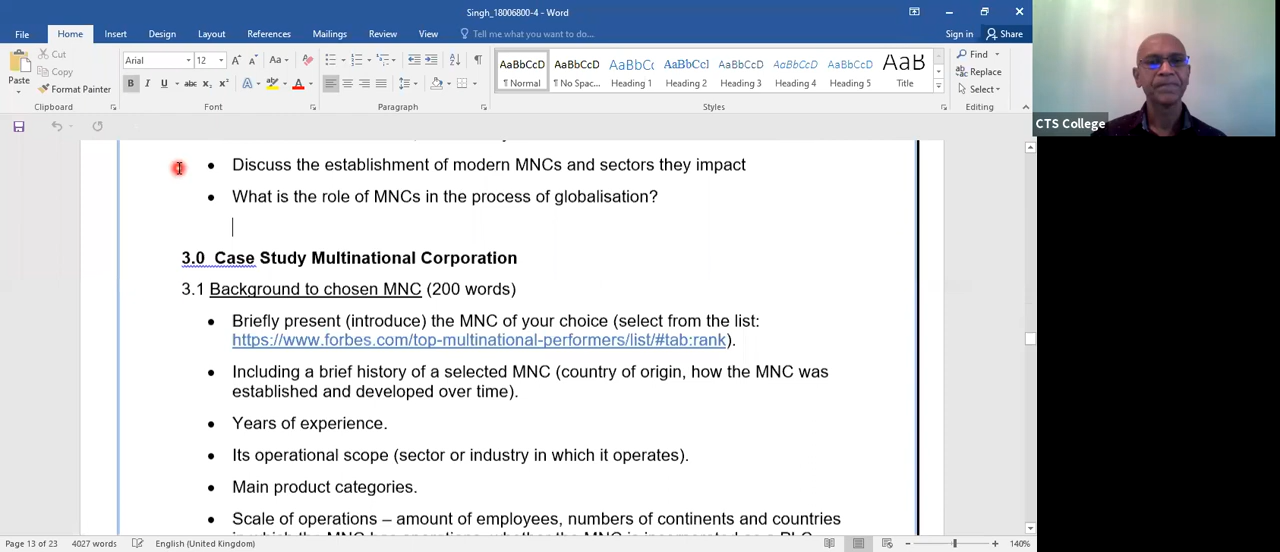 Singh_18006800-4 - Word
Sign in
Share
File
Home
Insert
Design
Layout
References
Mailings
Review
View
Tell me what you want to do...
Paste
Cut
Copy
Format Painter
Clipboard
Arial
12
Font
Paragraph
AaBbCcD
¶ Normal
AaBbCcD
¶ No Spac...
AaBbCcD
Heading 1
AaBbCcI
Heading 2
AaBbCcD
Heading 3
AaBbCcD
Heading 4
AaBbCcD
Heading 5
AaB
Title
Styles
Find
Replace
Select
Editing
CTS College
• Discuss the establishment of modern MNCs and sectors they impact
• What is the role of MNCs in the process of globalisation?
3.0 Case Study Multinational Corporation
3.1 Background to chosen MNC (200 words)
• Briefly present (introduce) the MNC of your choice (select from the list:
https://www.forbes.com/top-multinational-performers/list/#tab:rank).
• Including a brief history of a selected MNC (country of origin, how the MNC was
established and developed over time).
• Years of experience.
• Its operational scope (sector or industry in which it operates).
• Main product categories.
• Scale of operations – amount of employees, numbers of continents and countries
Page 13 of 23
4027 words
English (United Kingdom)
140%